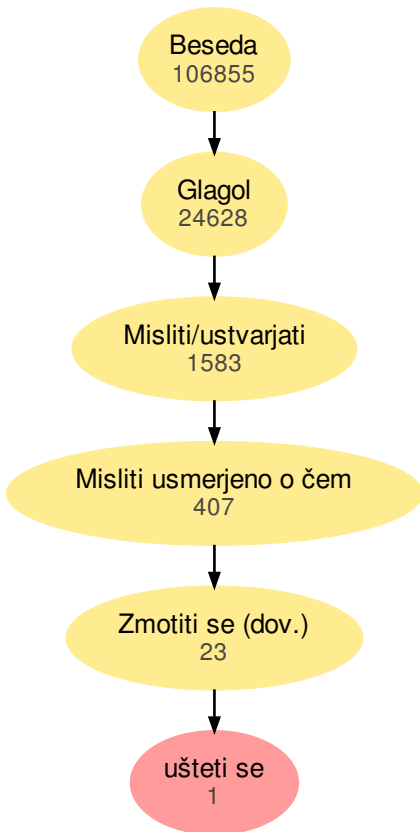 Beseda
106855
Glagol
24628
Misliti/ustvarjati
1583
Misliti usmerjeno o čem
407
Zmotiti se (dov.)
23
ušteti se
1